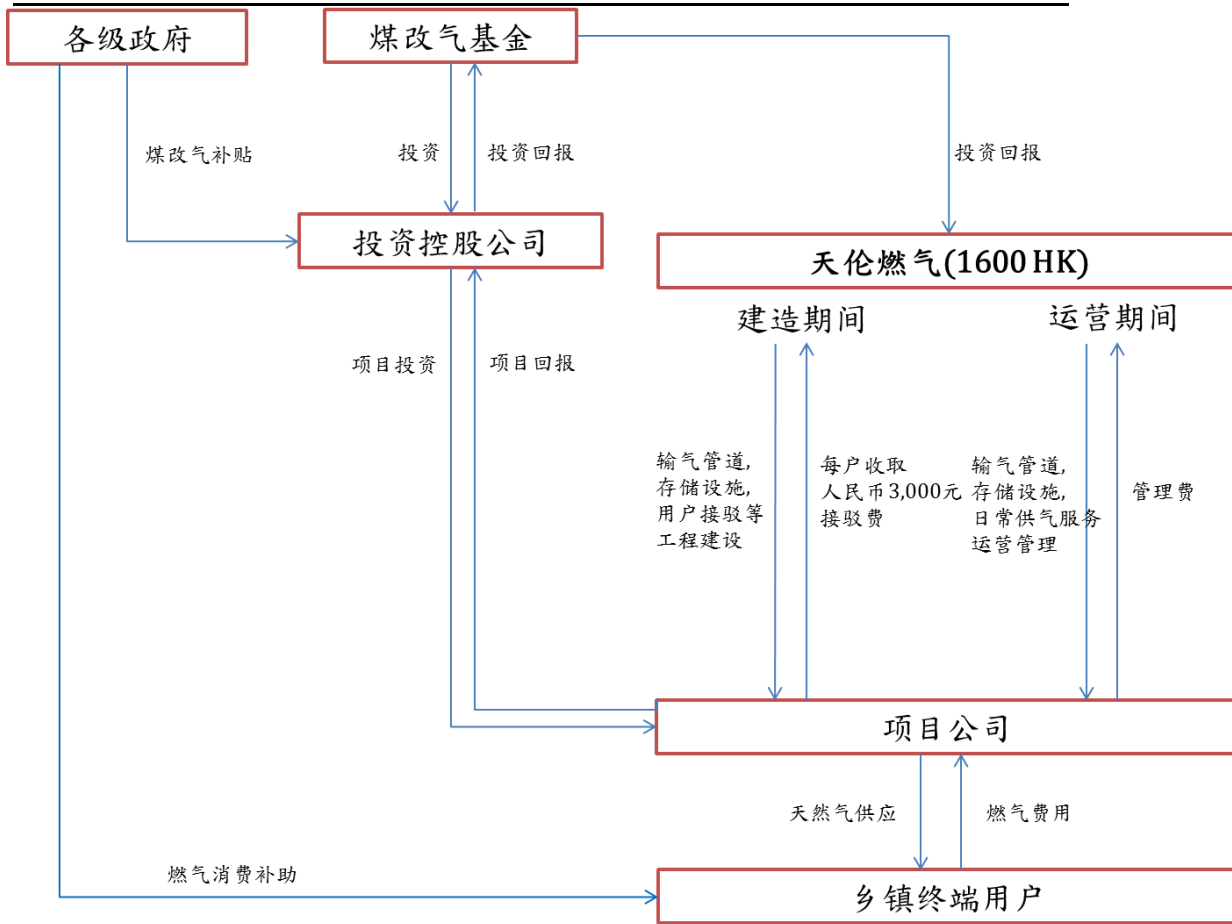 各级政府
煤改气基金
煤改气补贴
投资
投资回报
投资回报
投资控股公司
天伦燃气(1600 HK)
建造期间
运营期间
项目投资
项目回报
输气管道,
存储设施,
用户接驳等
工程建设
每户收取
人民币3,000元
接驳费
输气管道,
存储设施,
日常供气服务
运营管理
管理费
项目公司
天然气供应
燃气费用
燃气消费补助
乡镇终端用户